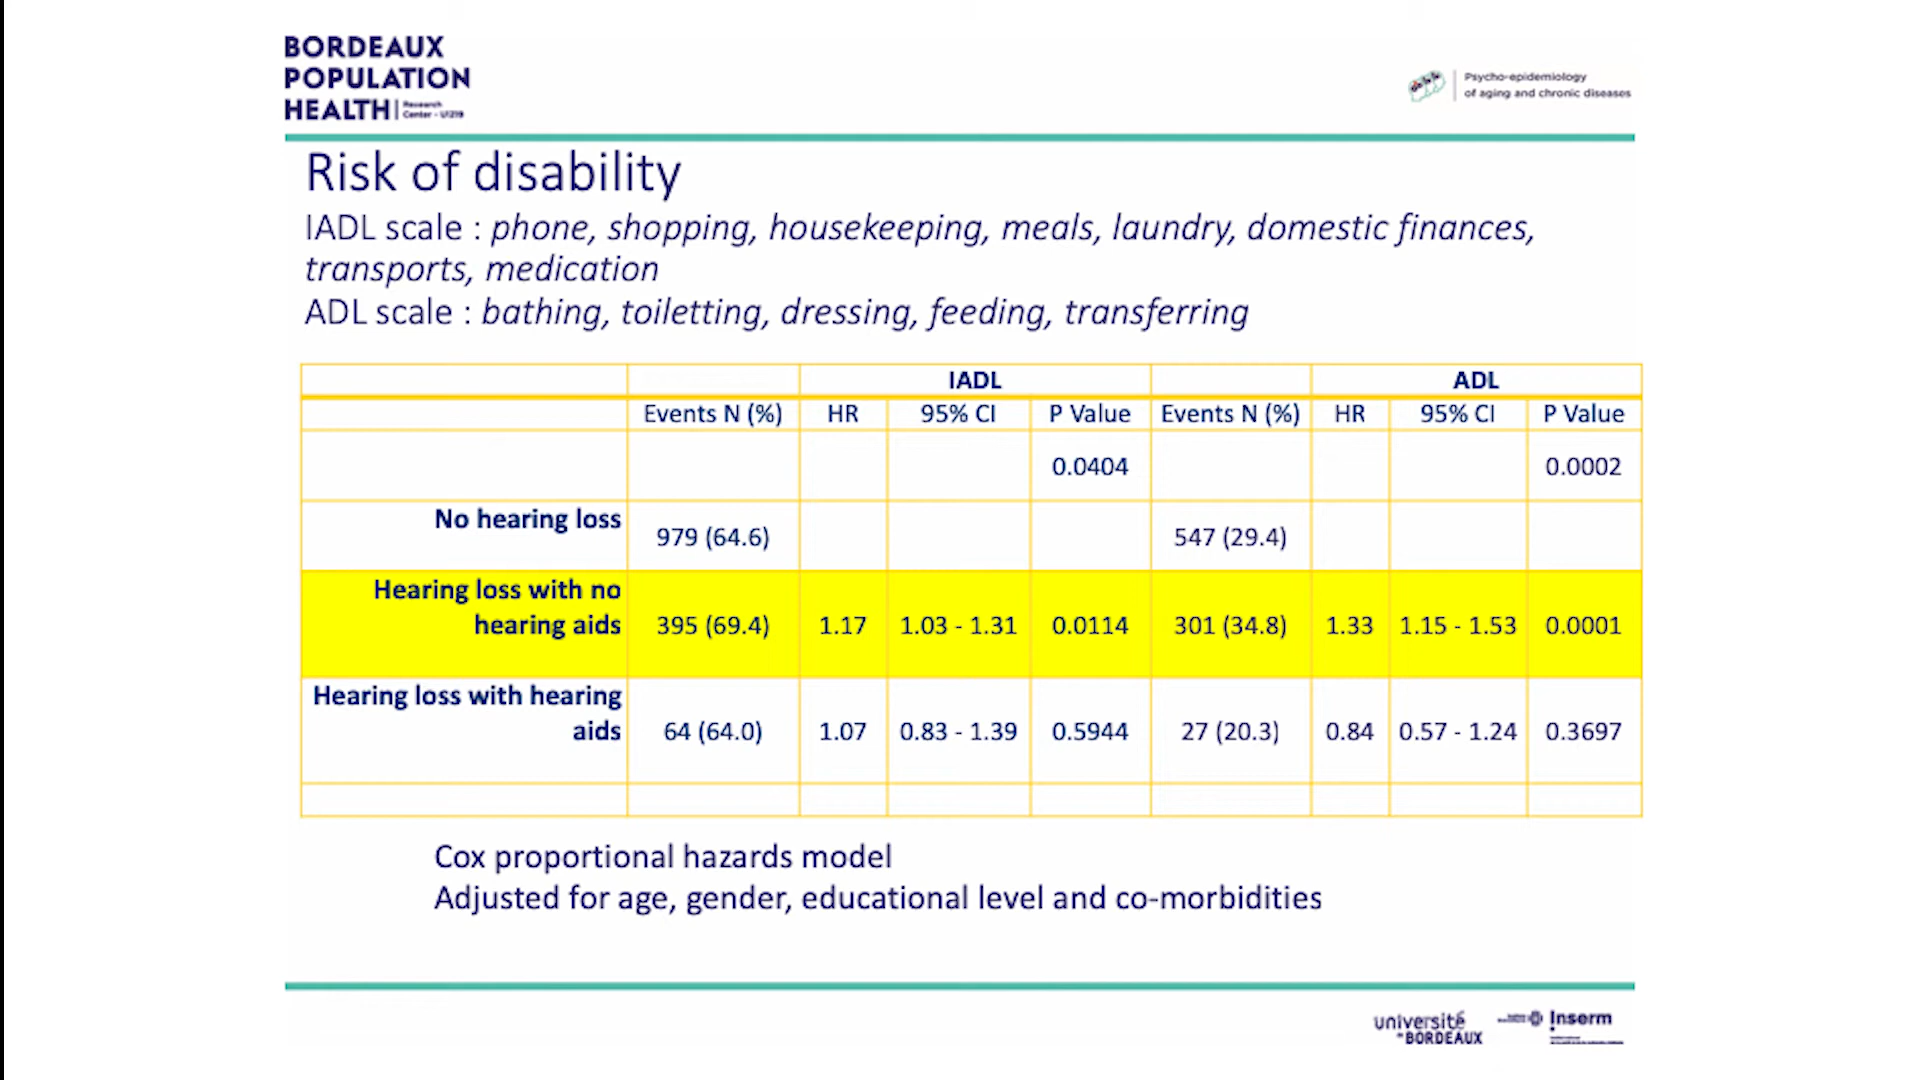 BORDEAUX
POPULATION
HEALTH
Research
Center - U1219
Psycho-epidemiology
of aging and chronic diseases
Risk of disability
IADL scale : phone, shopping, housekeeping, meals, laundry, domestic finances,
transports, medication
ADL scale : bathing, toiletting, dressing, feeding, transferring
IADL ADL
Events N (%) HR 95% CI P Value Events N (%) HR 95% CI P Value
0.0404 0.0002
No hearing loss
979 (64.6) 547 (29.4)
Hearing loss with no
hearing aids 395 (69.4) 1.17 1.03 - 1.31 0.0114 301 (34.8) 1.33 1.15 - 1.53 0.0001
Hearing loss with hearing
aids 64 (64.0) 1.07 0.83 - 1.39 0.5944 27 (20.3) 0.84 0.57 - 1.24 0.3697
Cox proportional hazards model
Adjusted for age, gender, educational level and co-morbidities
université
de BORDEAUX
Inserm